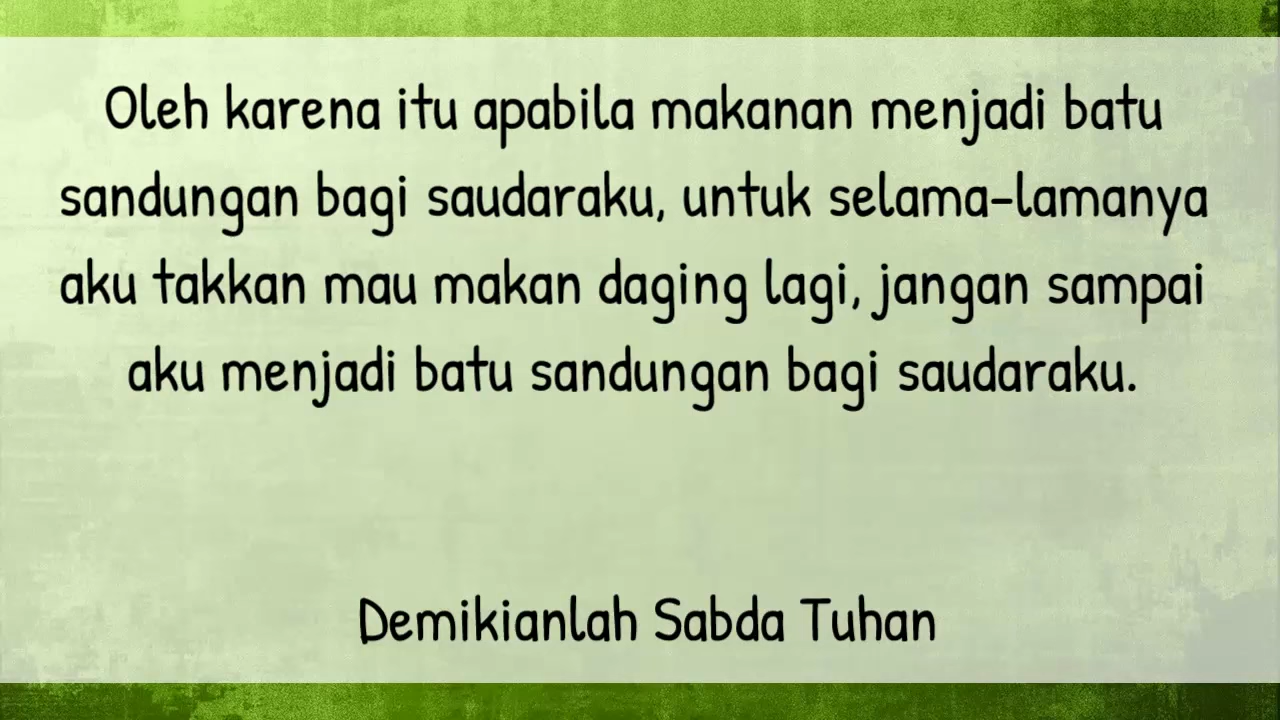 Oleh karena itu apabila makanan menjadi batu
sandungan bagi saudaraku, untuk selama-lamanya
aku takkan mau makan daging lagi, jangan sampai
aku menjadi batu sandungan bagi saudaraku.
Demikianlah Sabda Tuhan